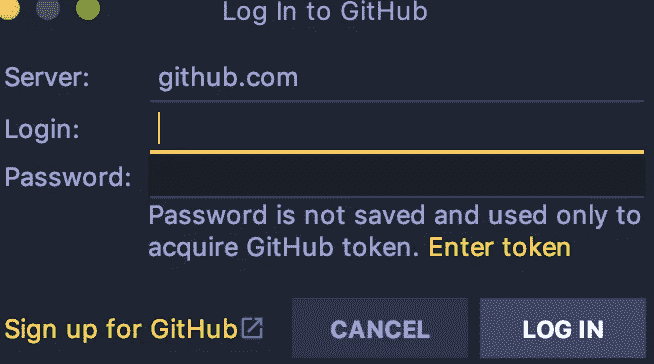 Log In to GitHub
Server: github.com
Login:
Password:
Password is not saved and used only to
acquire GitHub token. Enter token
Sign up for GitHub CANCEL LOG IN